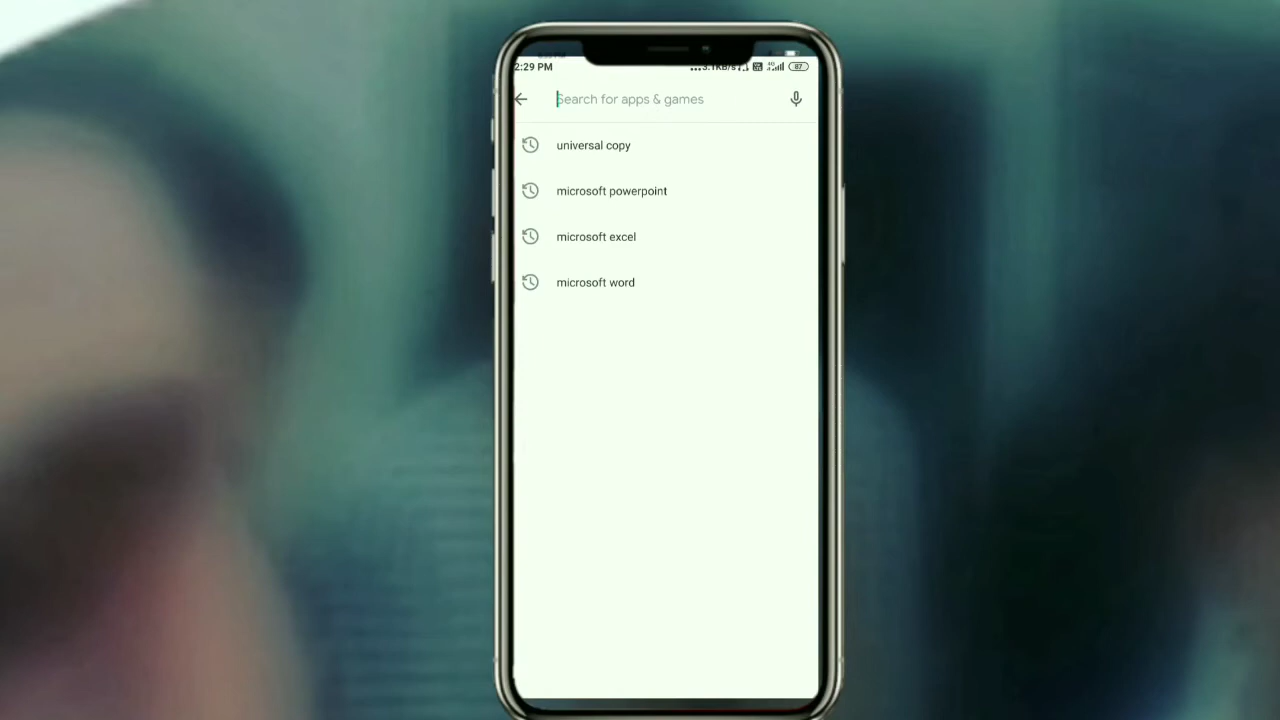 2:29 PM
Search for apps & games
universal copy
microsoft powerpoint
microsoft excel
microsoft word